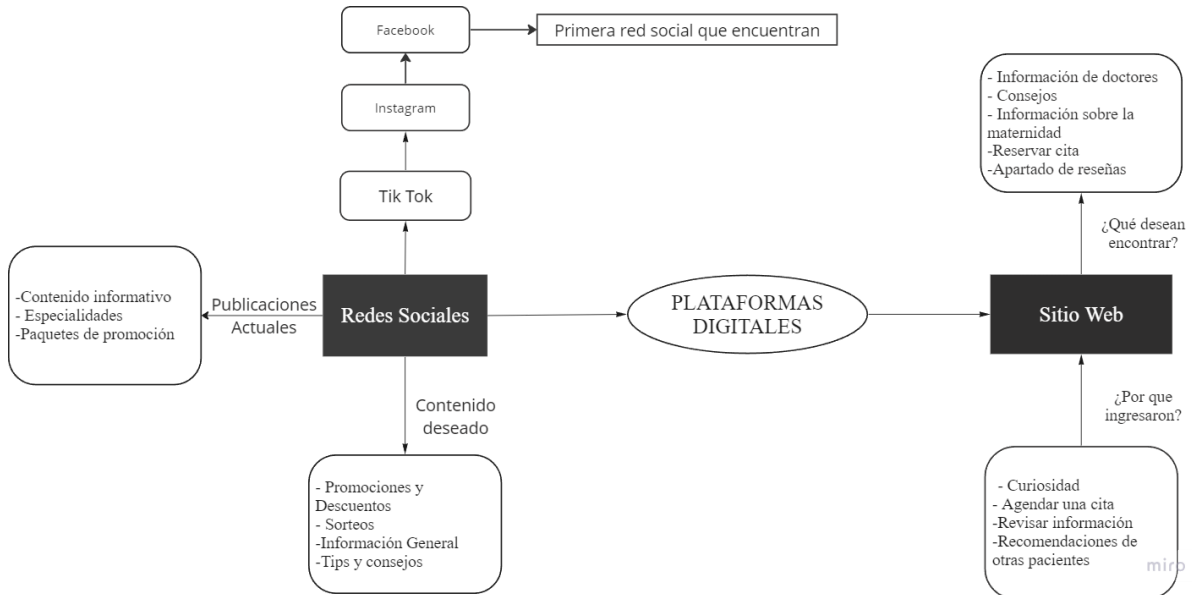 Facebook
Primera red social que encuentran
Instagram
Tik Tok
-Contenido informativo
- Especialidades
-Paquetes de promoción
Publicaciones
Actuales
Redes Sociales
PLATAFORMAS
DIGITALES
Sitio Web
- Información de doctores
- Consejos
- Información sobre la
maternidad
-Reservar cita
-Apartado de reseñas
¿Qué desean
encontrar?
Contenido
deseado
- Promociones y
Descuentos
- Sorteos
-Información General
-Tips y consejos
¿Por que
ingresaron?
- Curiosidad
- Agendar una cita
-Revisar información
-Recomendaciones de
otras pacientes
miro